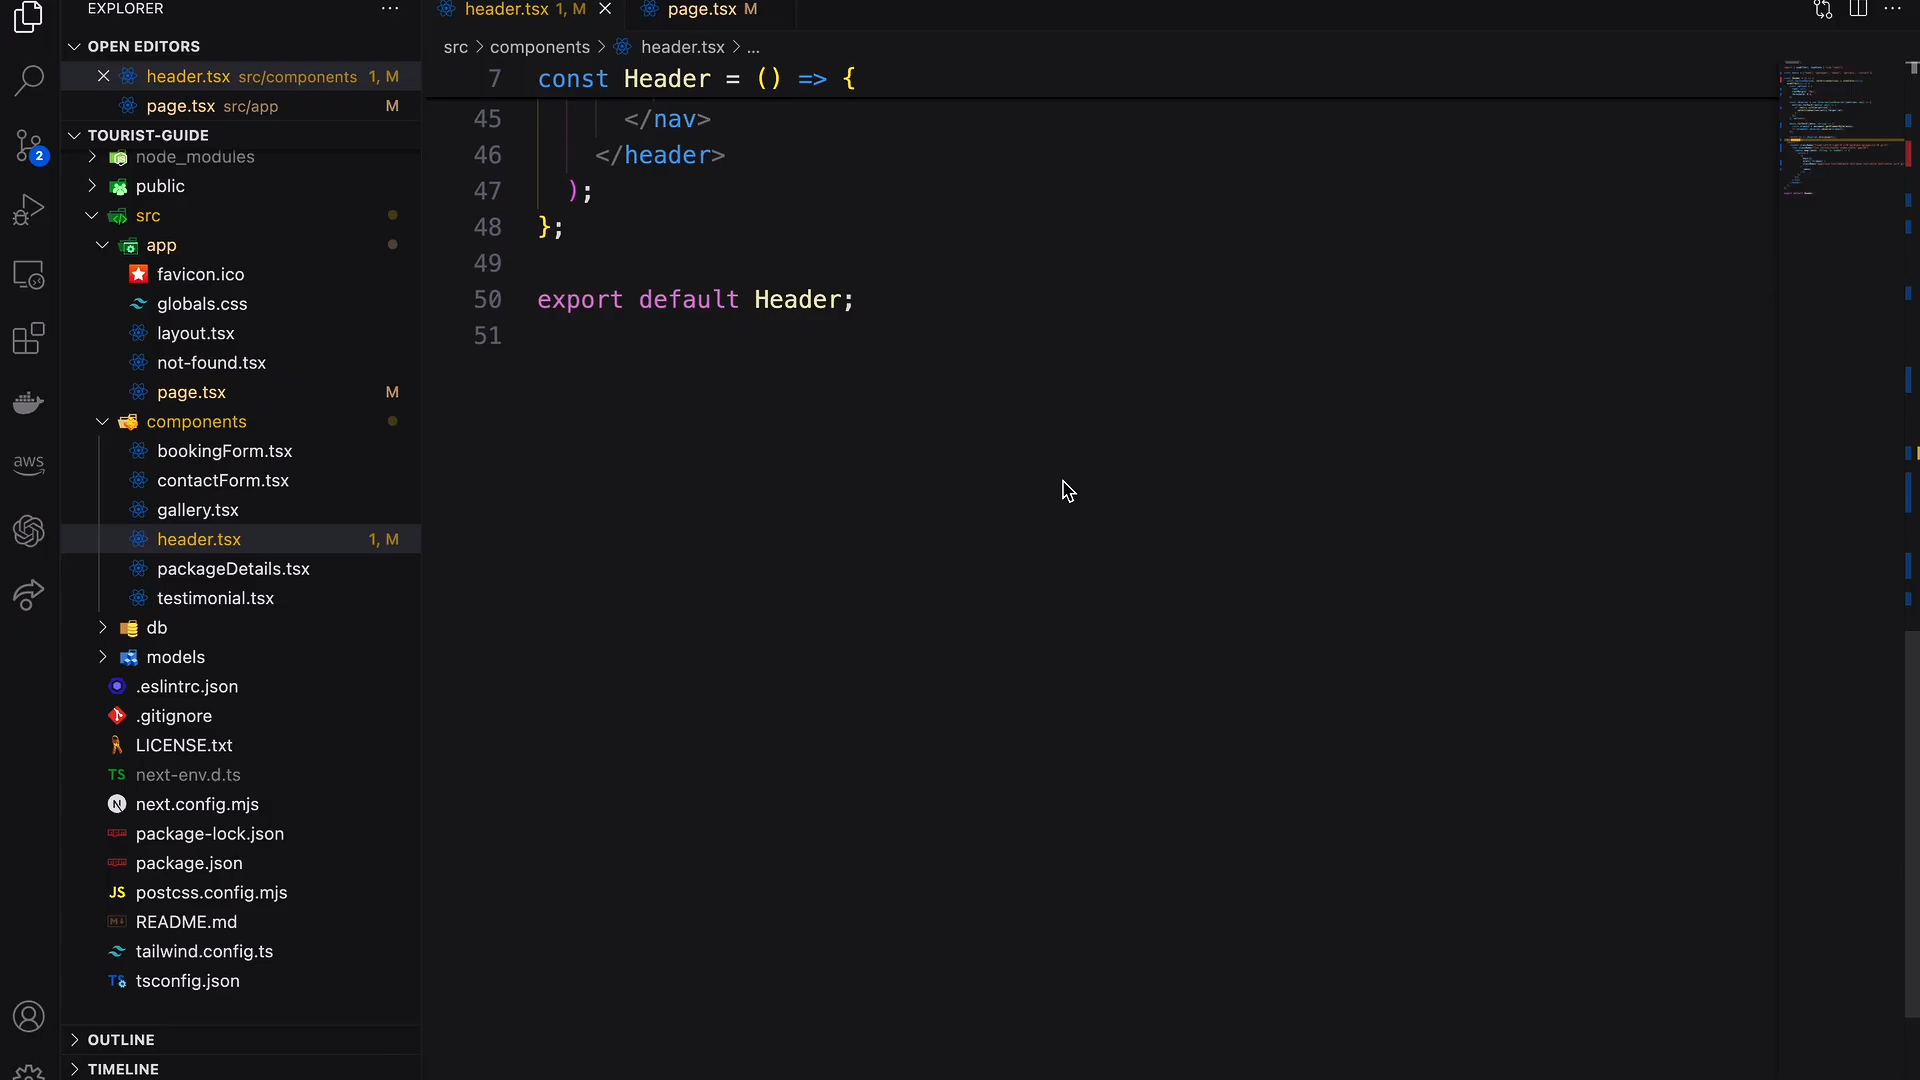 EXPLORER
header.tsx 1, M
page.tsx M
OPEN EDITORS
header.tsx src/components 1, M
page.tsx src/app M
TOURIST-GUIDE
node_modules
public
src
app
favicon.ico
globals.css
layout.tsx
not-found.tsx
page.tsx M
components
bookingForm.tsx
contactForm.tsx
gallery.tsx
header.tsx 1, M
packageDetails.tsx
testimonial.tsx
db
models
.eslintrc.json
.gitignore
LICENSE.txt
TS next-env.d.ts
N next.config.mjs
package-lock.json
package.json
JS postcss.config.mjs
README.md
tailwind.config.ts
TS tsconfig.json
OUTLINE
TIMELINE
2
aws
src > components > header.tsx > ...
7 const Header = () => {
45 </nav>
46 </header>
47 );
48 };
49
50 export default Header;
51